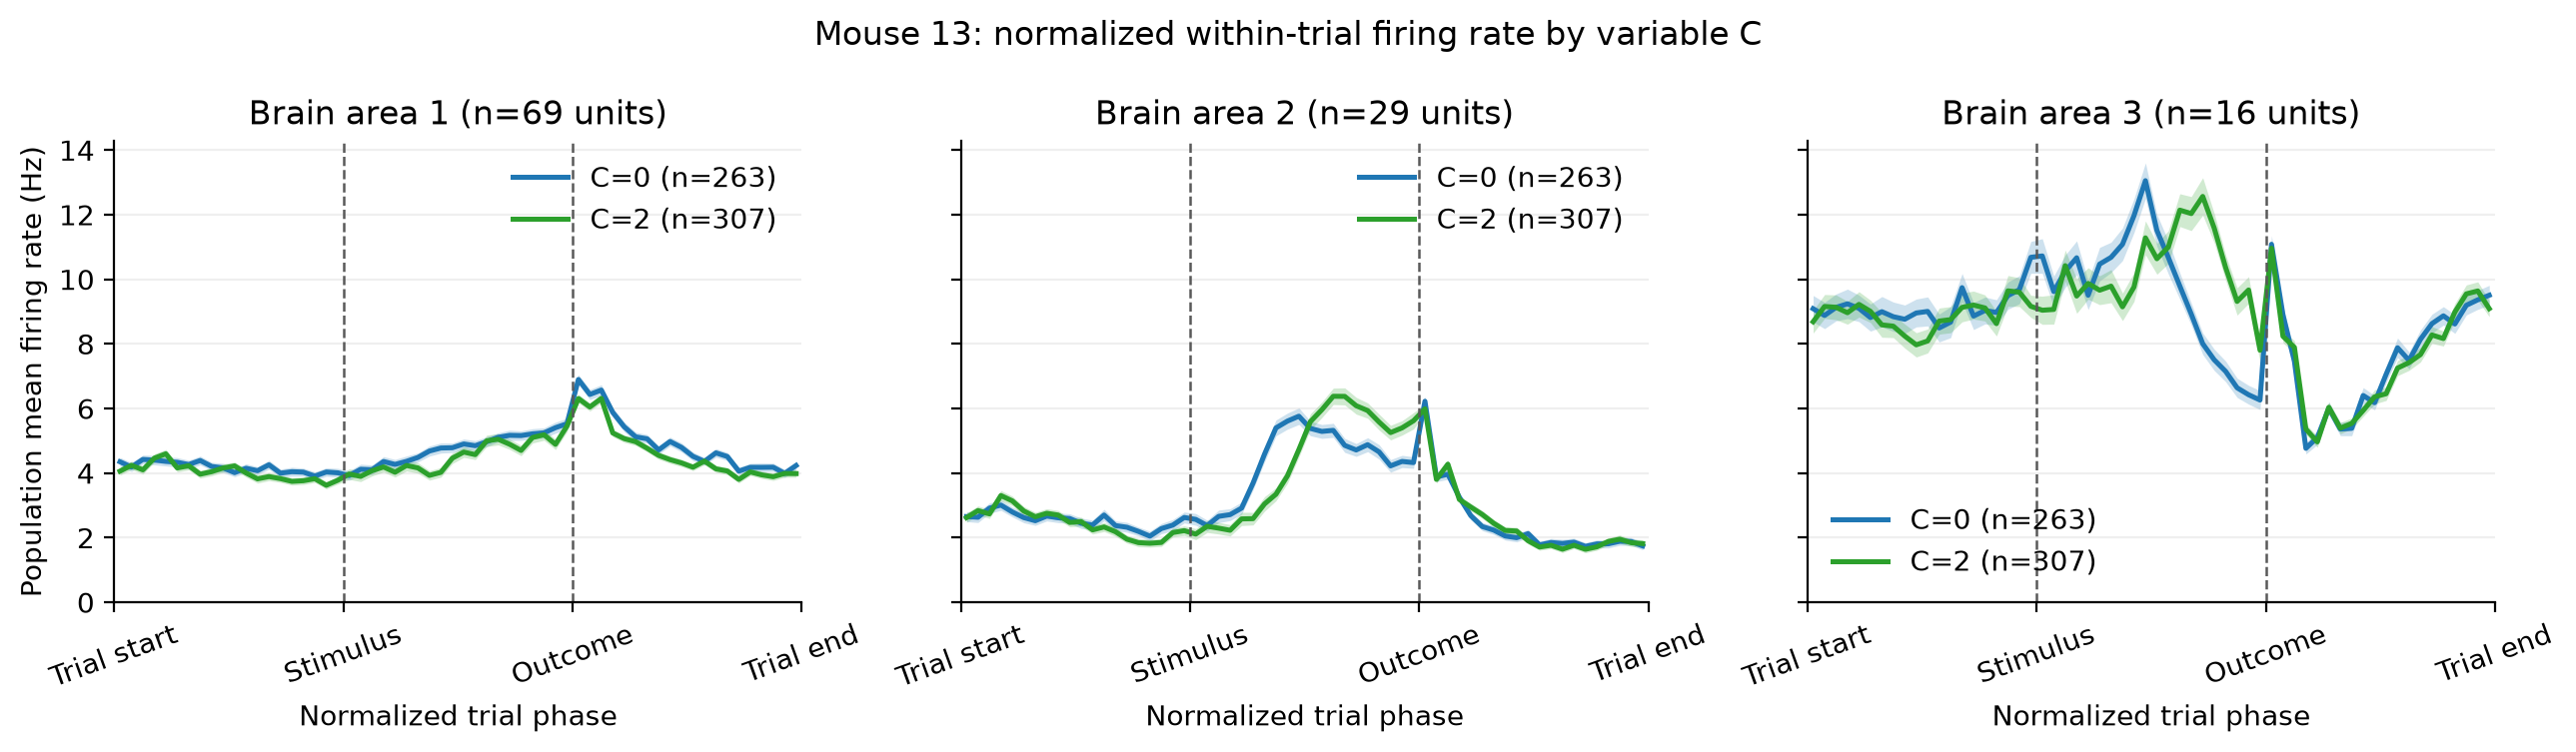 Mouse 13: normalized within-trial firing rate by variable C
Brain area 1 (n=69 units)
Population mean firing rate (Hz)
14
12
10
8
6
4
2
0
C=0 (n=263)
C=2 (n=307)
Trial start
Stimulus
Outcome
Trial end
Normalized trial phase
Brain area 2 (n=29 units)
C=0 (n=263)
C=2 (n=307)
Trial start
Stimulus
Outcome
Trial end
Normalized trial phase
Brain area 3 (n=16 units)
C=0 (n=263)
C=2 (n=307)
Trial start
Stimulus
Outcome
Trial end
Normalized trial phase